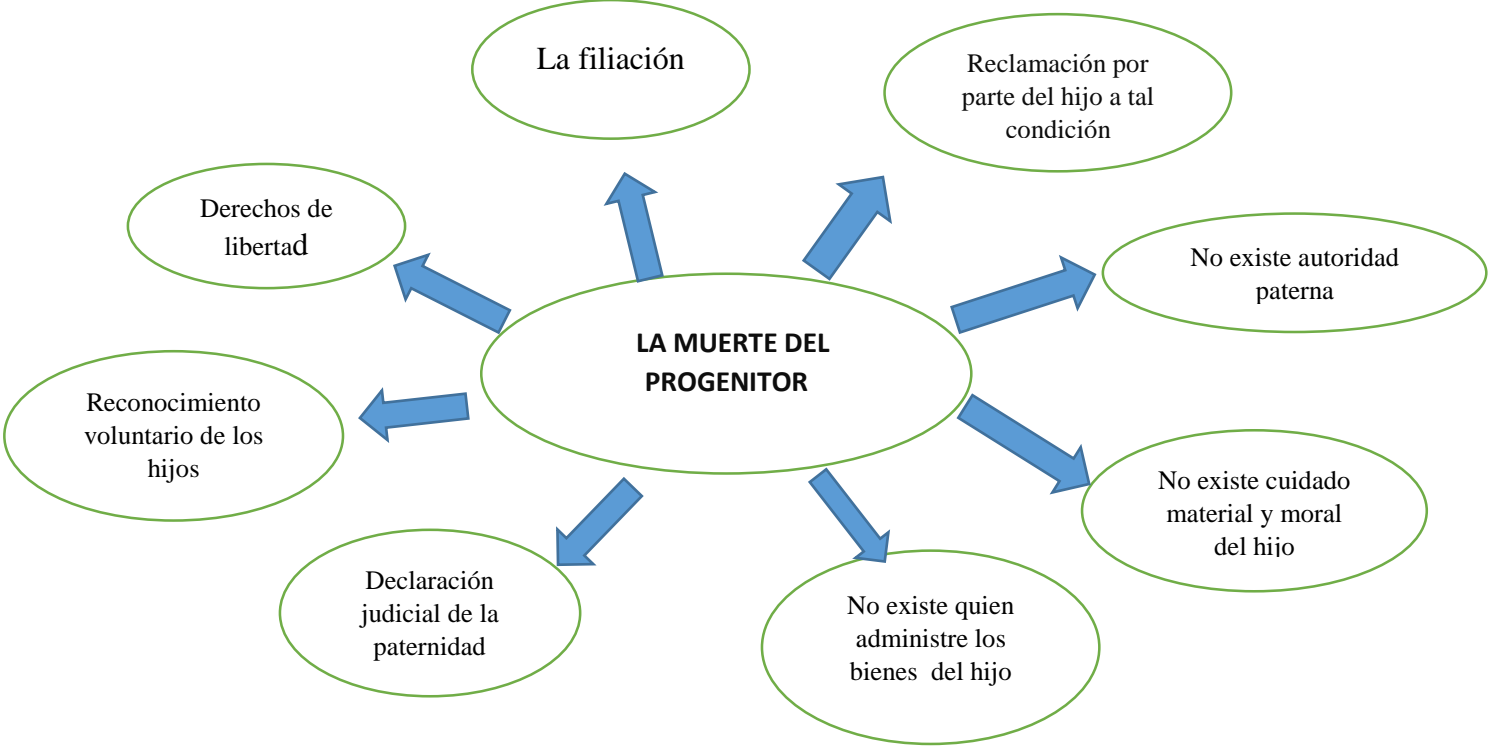 La filiación
Reclamación por
parte del hijo a tal
condición
Derechos de
libertad
No existe autoridad
paterna
LA MUERTE DEL
PROGENITOR
Reconocimiento
voluntario de los
hijos
No existe cuidado
material y moral
del hijo
Declaración
judicial de la
paternidad
No existe quien
administre los
bienes del hijo